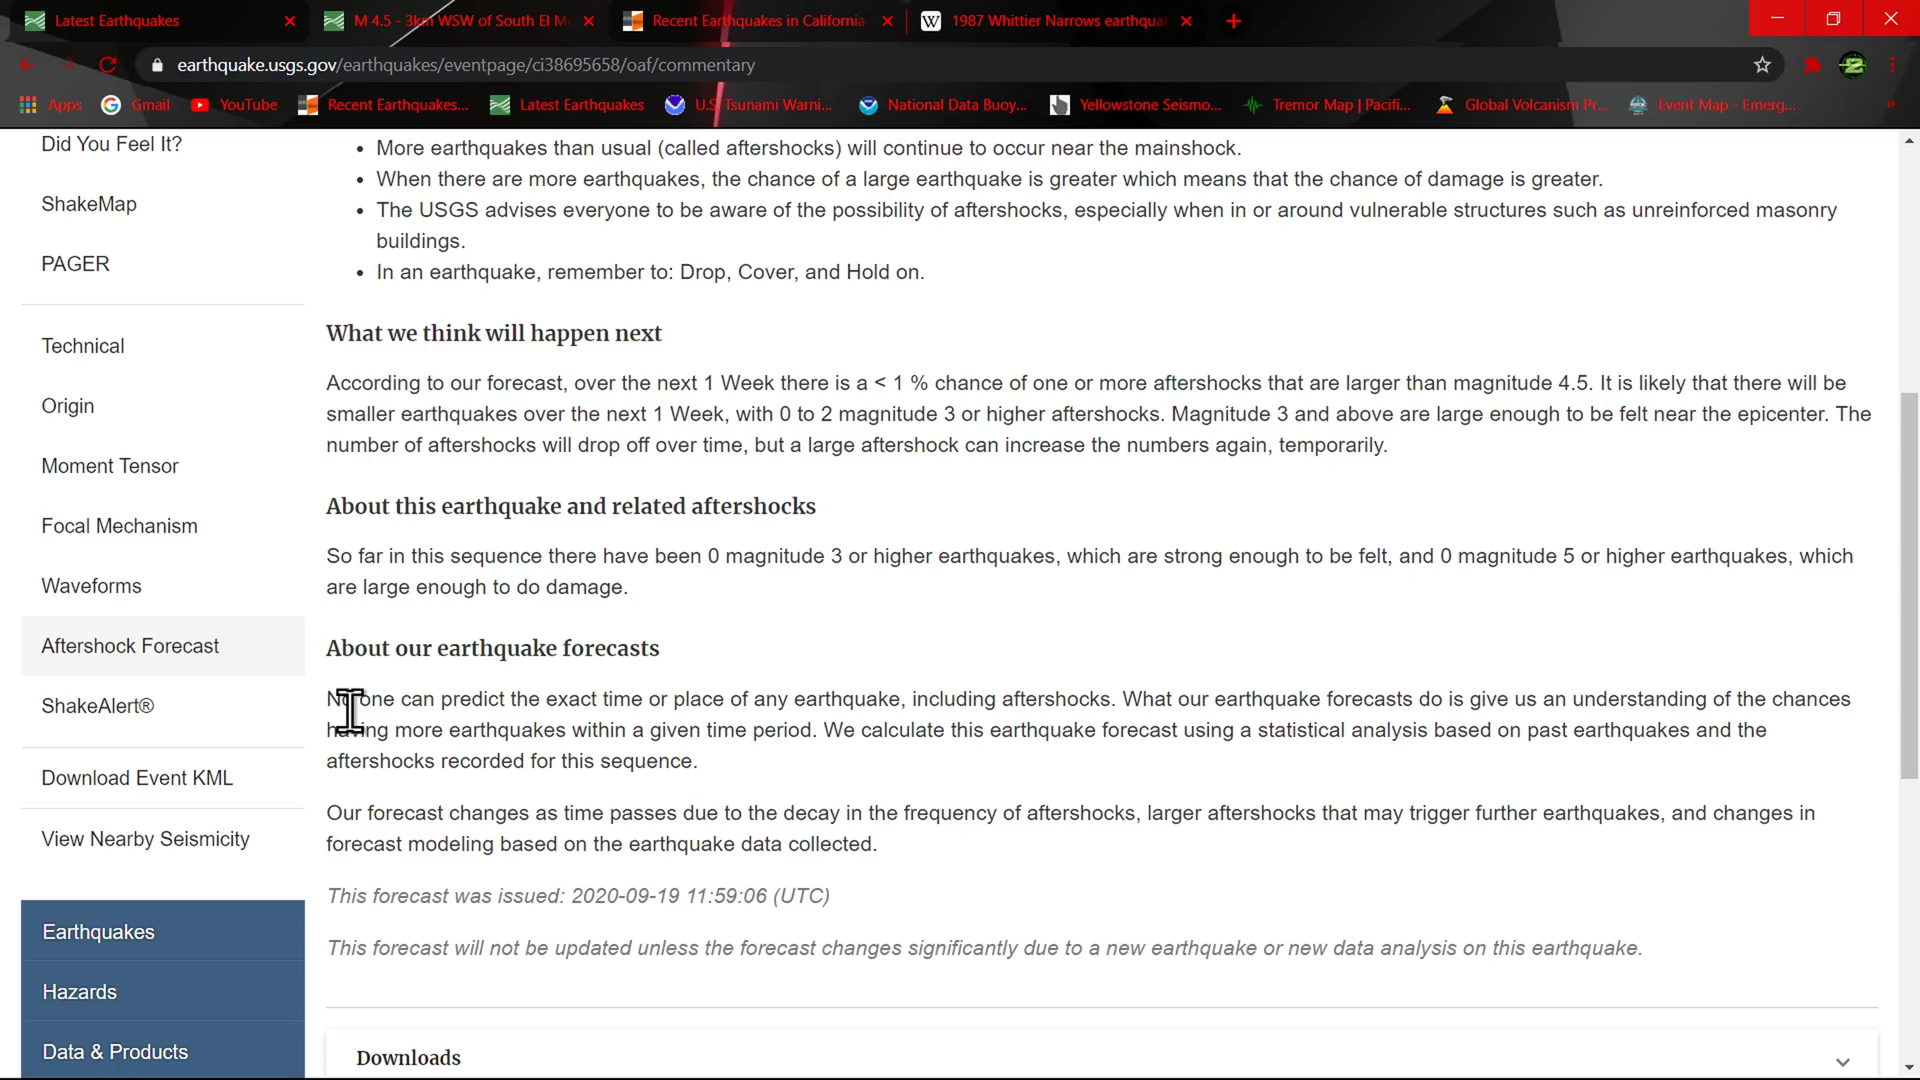 Latest Earthquakes
M 4.5 - 3km WSW of South El M
Recent Earthquakes in California
W 1987 Whittier Narrows earthqua
earthquake.usgs.gov/earthquakes/eventpage/ci38695658/oaf/commentary
Apps Gmail YouTube Recent Earthquakes... Latest Earthquakes U.S. Tsunami Warni... National Data Buoy... Yellowstone Seismo... Tremor Map | Pacifi... Global Volcanism Pr... Event Map - Emerg... »
Did You Feel It?
ShakeMap
PAGER
Technical
Origin
Moment Tensor
Focal Mechanism
Waveforms
Aftershock Forecast
ShakeAlert®
Download Event KML
View Nearby Seismicity
Earthquakes
Hazards
Data & Products
• More earthquakes than usual (called aftershocks) will continue to occur near the mainshock.
• When there are more earthquakes, the chance of a large earthquake is greater which means that the chance of damage is greater.
• The USGS advises everyone to be aware of the possibility of aftershocks, especially when in or around vulnerable structures such as unreinforced masonry
buildings.
• In an earthquake, remember to: Drop, Cover, and Hold on.
What we think will happen next
According to our forecast, over the next 1 Week there is a < 1 % chance of one or more aftershocks that are larger than magnitude 4.5. It is likely that there will be
smaller earthquakes over the next 1 Week, with 0 to 2 magnitude 3 or higher aftershocks. Magnitude 3 and above are large enough to be felt near the epicenter. The
number of aftershocks will drop off over time, but a large aftershock can increase the numbers again, temporarily.
About this earthquake and related aftershocks
So far in this sequence there have been 0 magnitude 3 or higher earthquakes, which are strong enough to be felt, and 0 magnitude 5 or higher earthquakes, which
are large enough to do damage.
About our earthquake forecasts
No one can predict the exact time or place of any earthquake, including aftershocks. What our earthquake forecasts do is give us an understanding of the chances
having more earthquakes within a given time period. We calculate this earthquake forecast using a statistical analysis based on past earthquakes and the
aftershocks recorded for this sequence.
Our forecast changes as time passes due to the decay in the frequency of aftershocks, larger aftershocks that may trigger further earthquakes, and changes in
forecast modeling based on the earthquake data collected.
This forecast was issued: 2020-09-19 11:59:06 (UTC)
This forecast will not be updated unless the forecast changes significantly due to a new earthquake or new data analysis on this earthquake.
Downloads